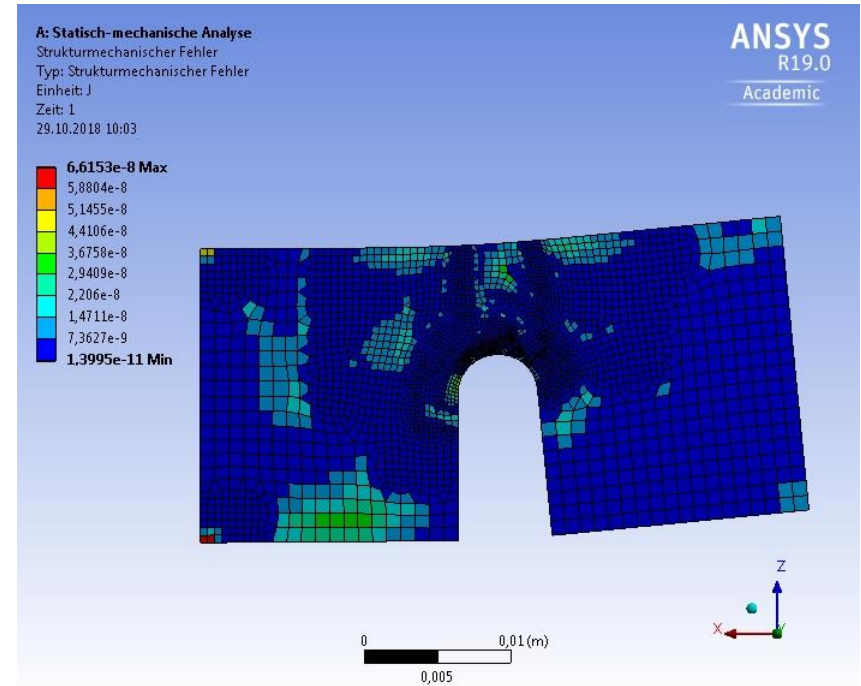 A: Statisch-mechanische Analyse
Strukturmechanischer Fehler
Typ: Strukturmechanischer Fehler
Einheit: J
Zeit: 1
29.10.2018 10:03
ANSYS
R19.0
Academic
6,6153e-8 Max
5,8804e-8
5,1455e-8
4,4106e-8
3,6758e-8
2,9409e-8
2,206e-8
1,4711e-8
7,3627e-9
1,3995e-11 Min
0
0,01 (m)
0,005
Z
X
Y